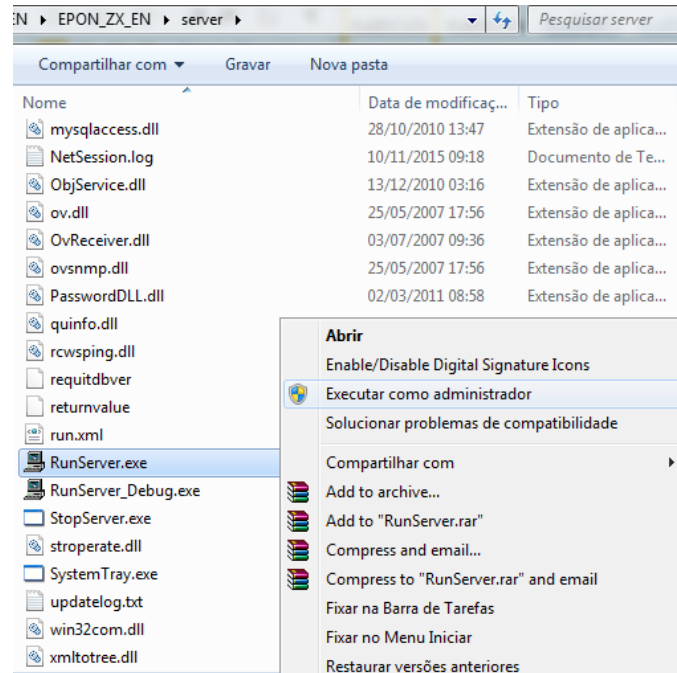 EN ▸ EPON_ZX_EN ▸ server ▸
Pesquisar server
Compartilhar com ▼ Gravar Nova pasta
Nome Data de modificaç... Tipo
mysqlaccess.dll 28/10/2010 13:47 Extensão de aplica...
NetSession.log 10/11/2015 09:18 Documento de Te...
ObjService.dll 13/12/2010 03:16 Extensão de aplica...
ov.dll 25/05/2007 17:56 Extensão de aplica...
OvReceiver.dll 03/07/2007 09:36 Extensão de aplica...
ovsnmp.dll 25/05/2007 17:56 Extensão de aplica...
PasswordDLL.dll 02/03/2011 08:58 Extensão de aplica...
quinfo.dll
rcwsping.dll
requitdbver
returnvalue
run.xml
RunServer.exe
RunServer_Debug.exe
StopServer.exe
stroperate.dll
SystemTray.exe
updatelog.txt
win32com.dll
xmltotree.dll
Abrir
Enable/Disable Digital Signature Icons
Executar como administrador
Solucionar problemas de compatibilidade
Compartilhar com
Add to archive...
Add to "RunServer.rar"
Compress and email...
Compress to "RunServer.rar" and email
Fixar na Barra de Tarefas
Fixar no Menu Iniciar
Restaurar versões anteriores